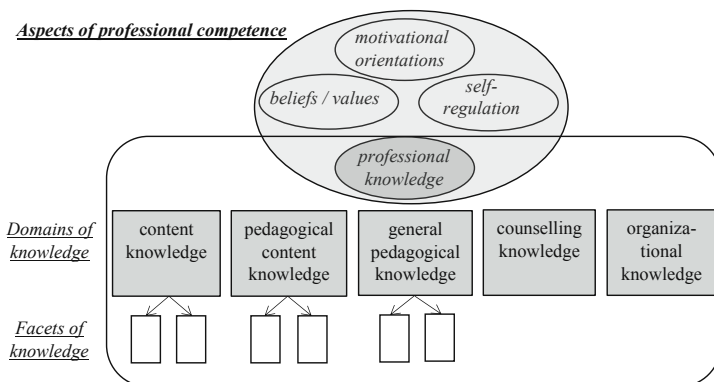 Aspects of professional competence
motivational
orientations
beliefs / values
self-
regulation
professional
knowledge
Domains of
knowledge
content
knowledge
pedagogical
content
knowledge
general
pedagogical
knowledge
counselling
knowledge
organiza-
tional
knowledge
Facets of
knowledge